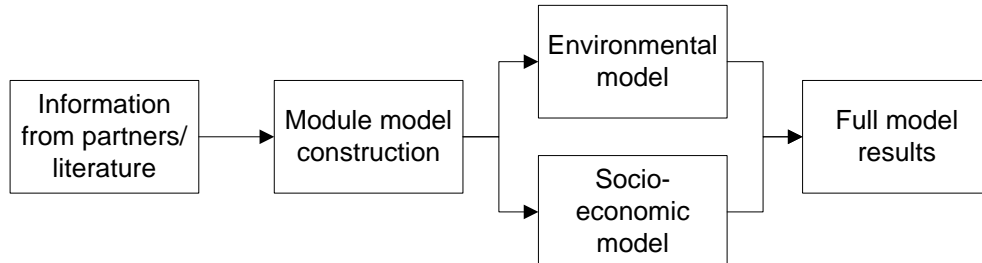 Information
from partners/
literature
Module model
construction
Environmental
model
Socio-
economic
model
Full model
results